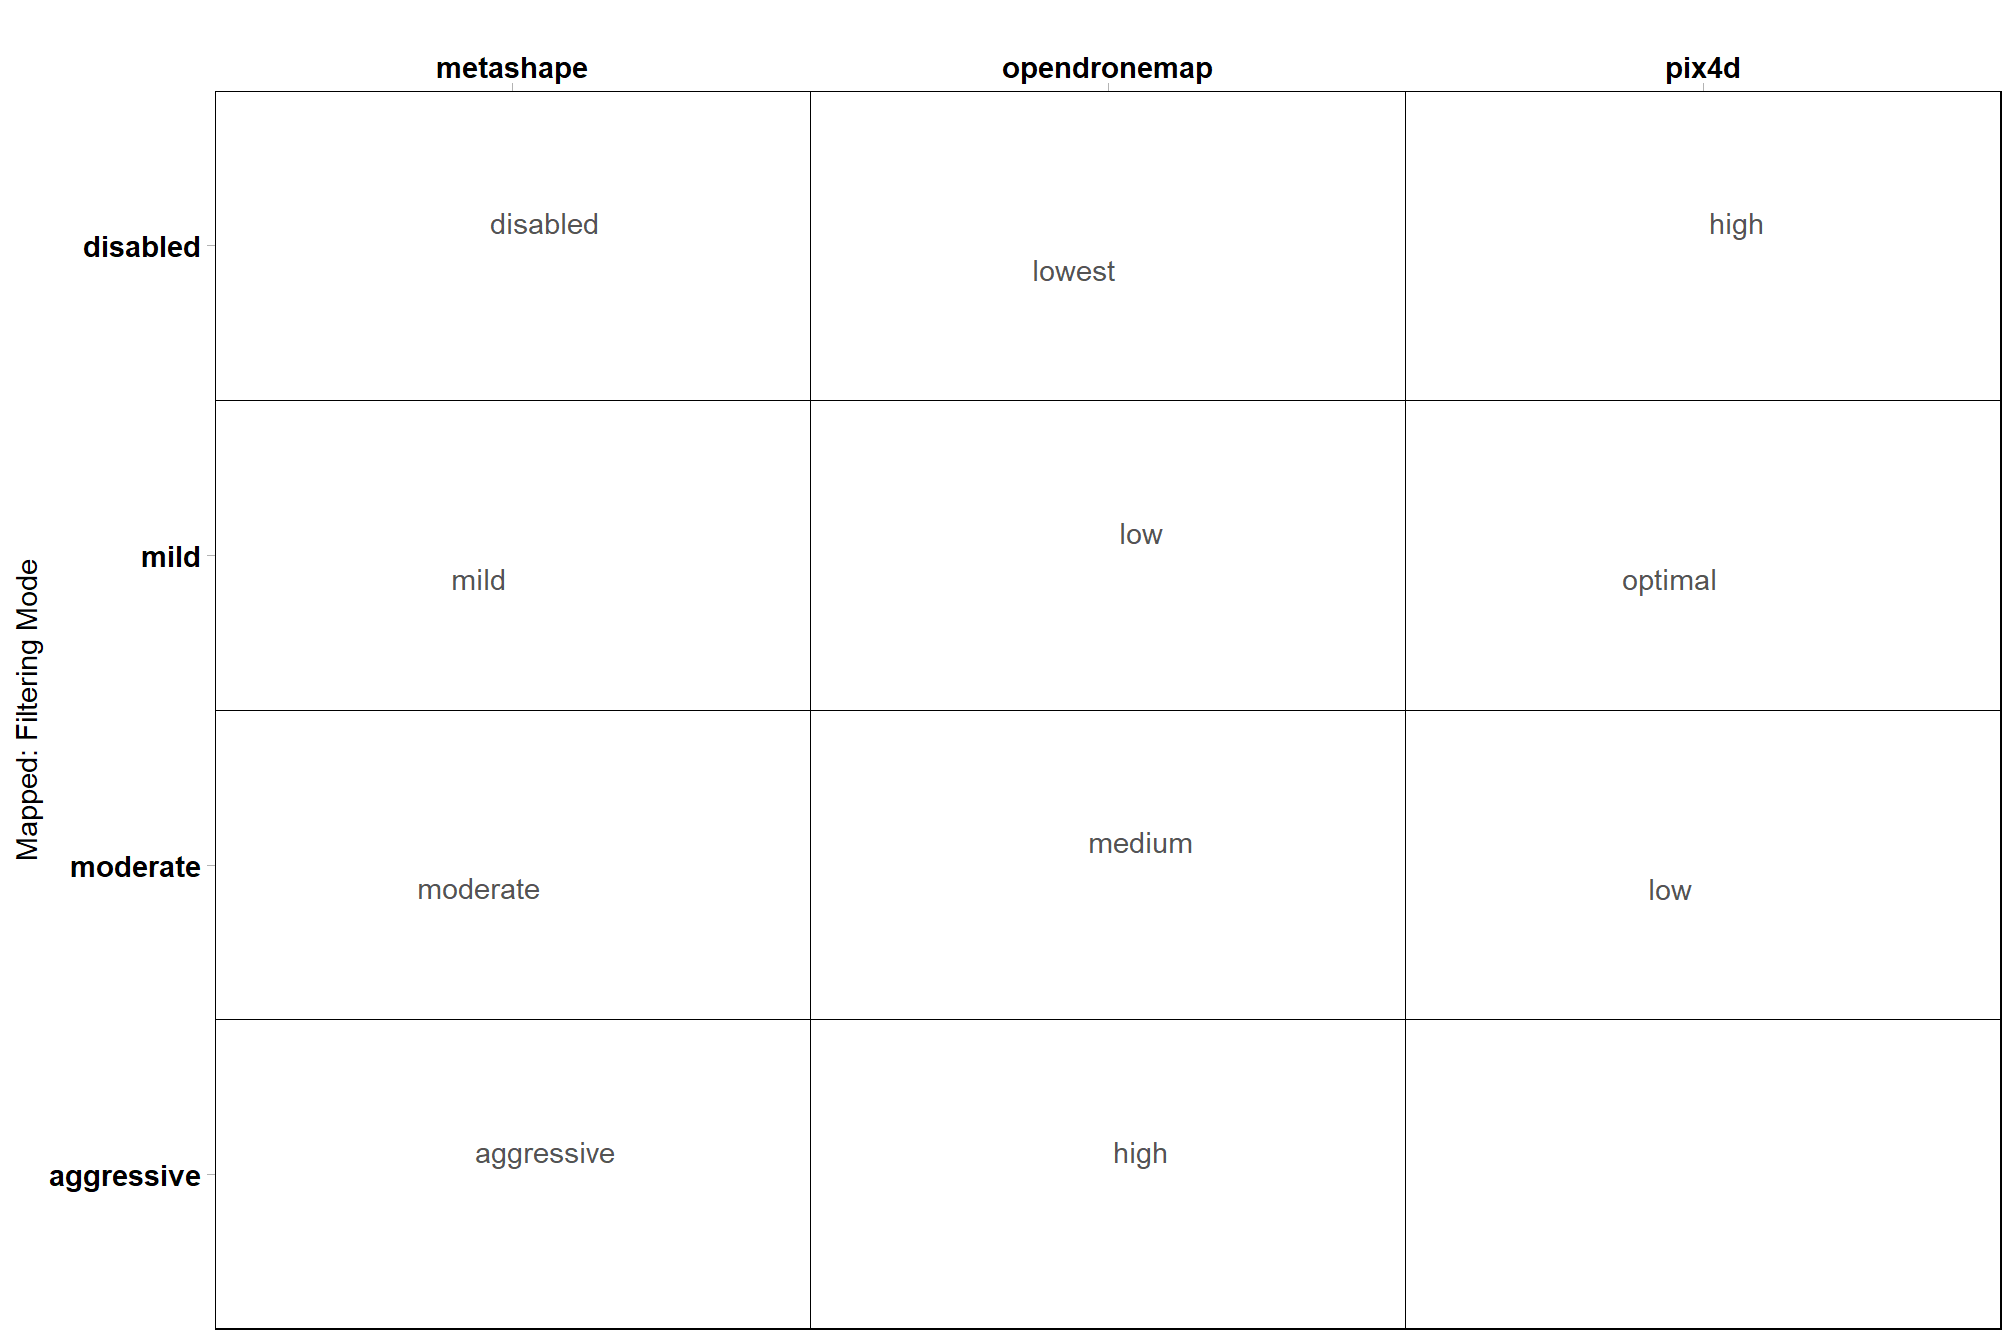 metashape opendronemap pix4d
disabled disabled lowest high
mild mild low optimal
moderate moderate medium low
aggressive aggressive high
Mapped: Filtering Mode